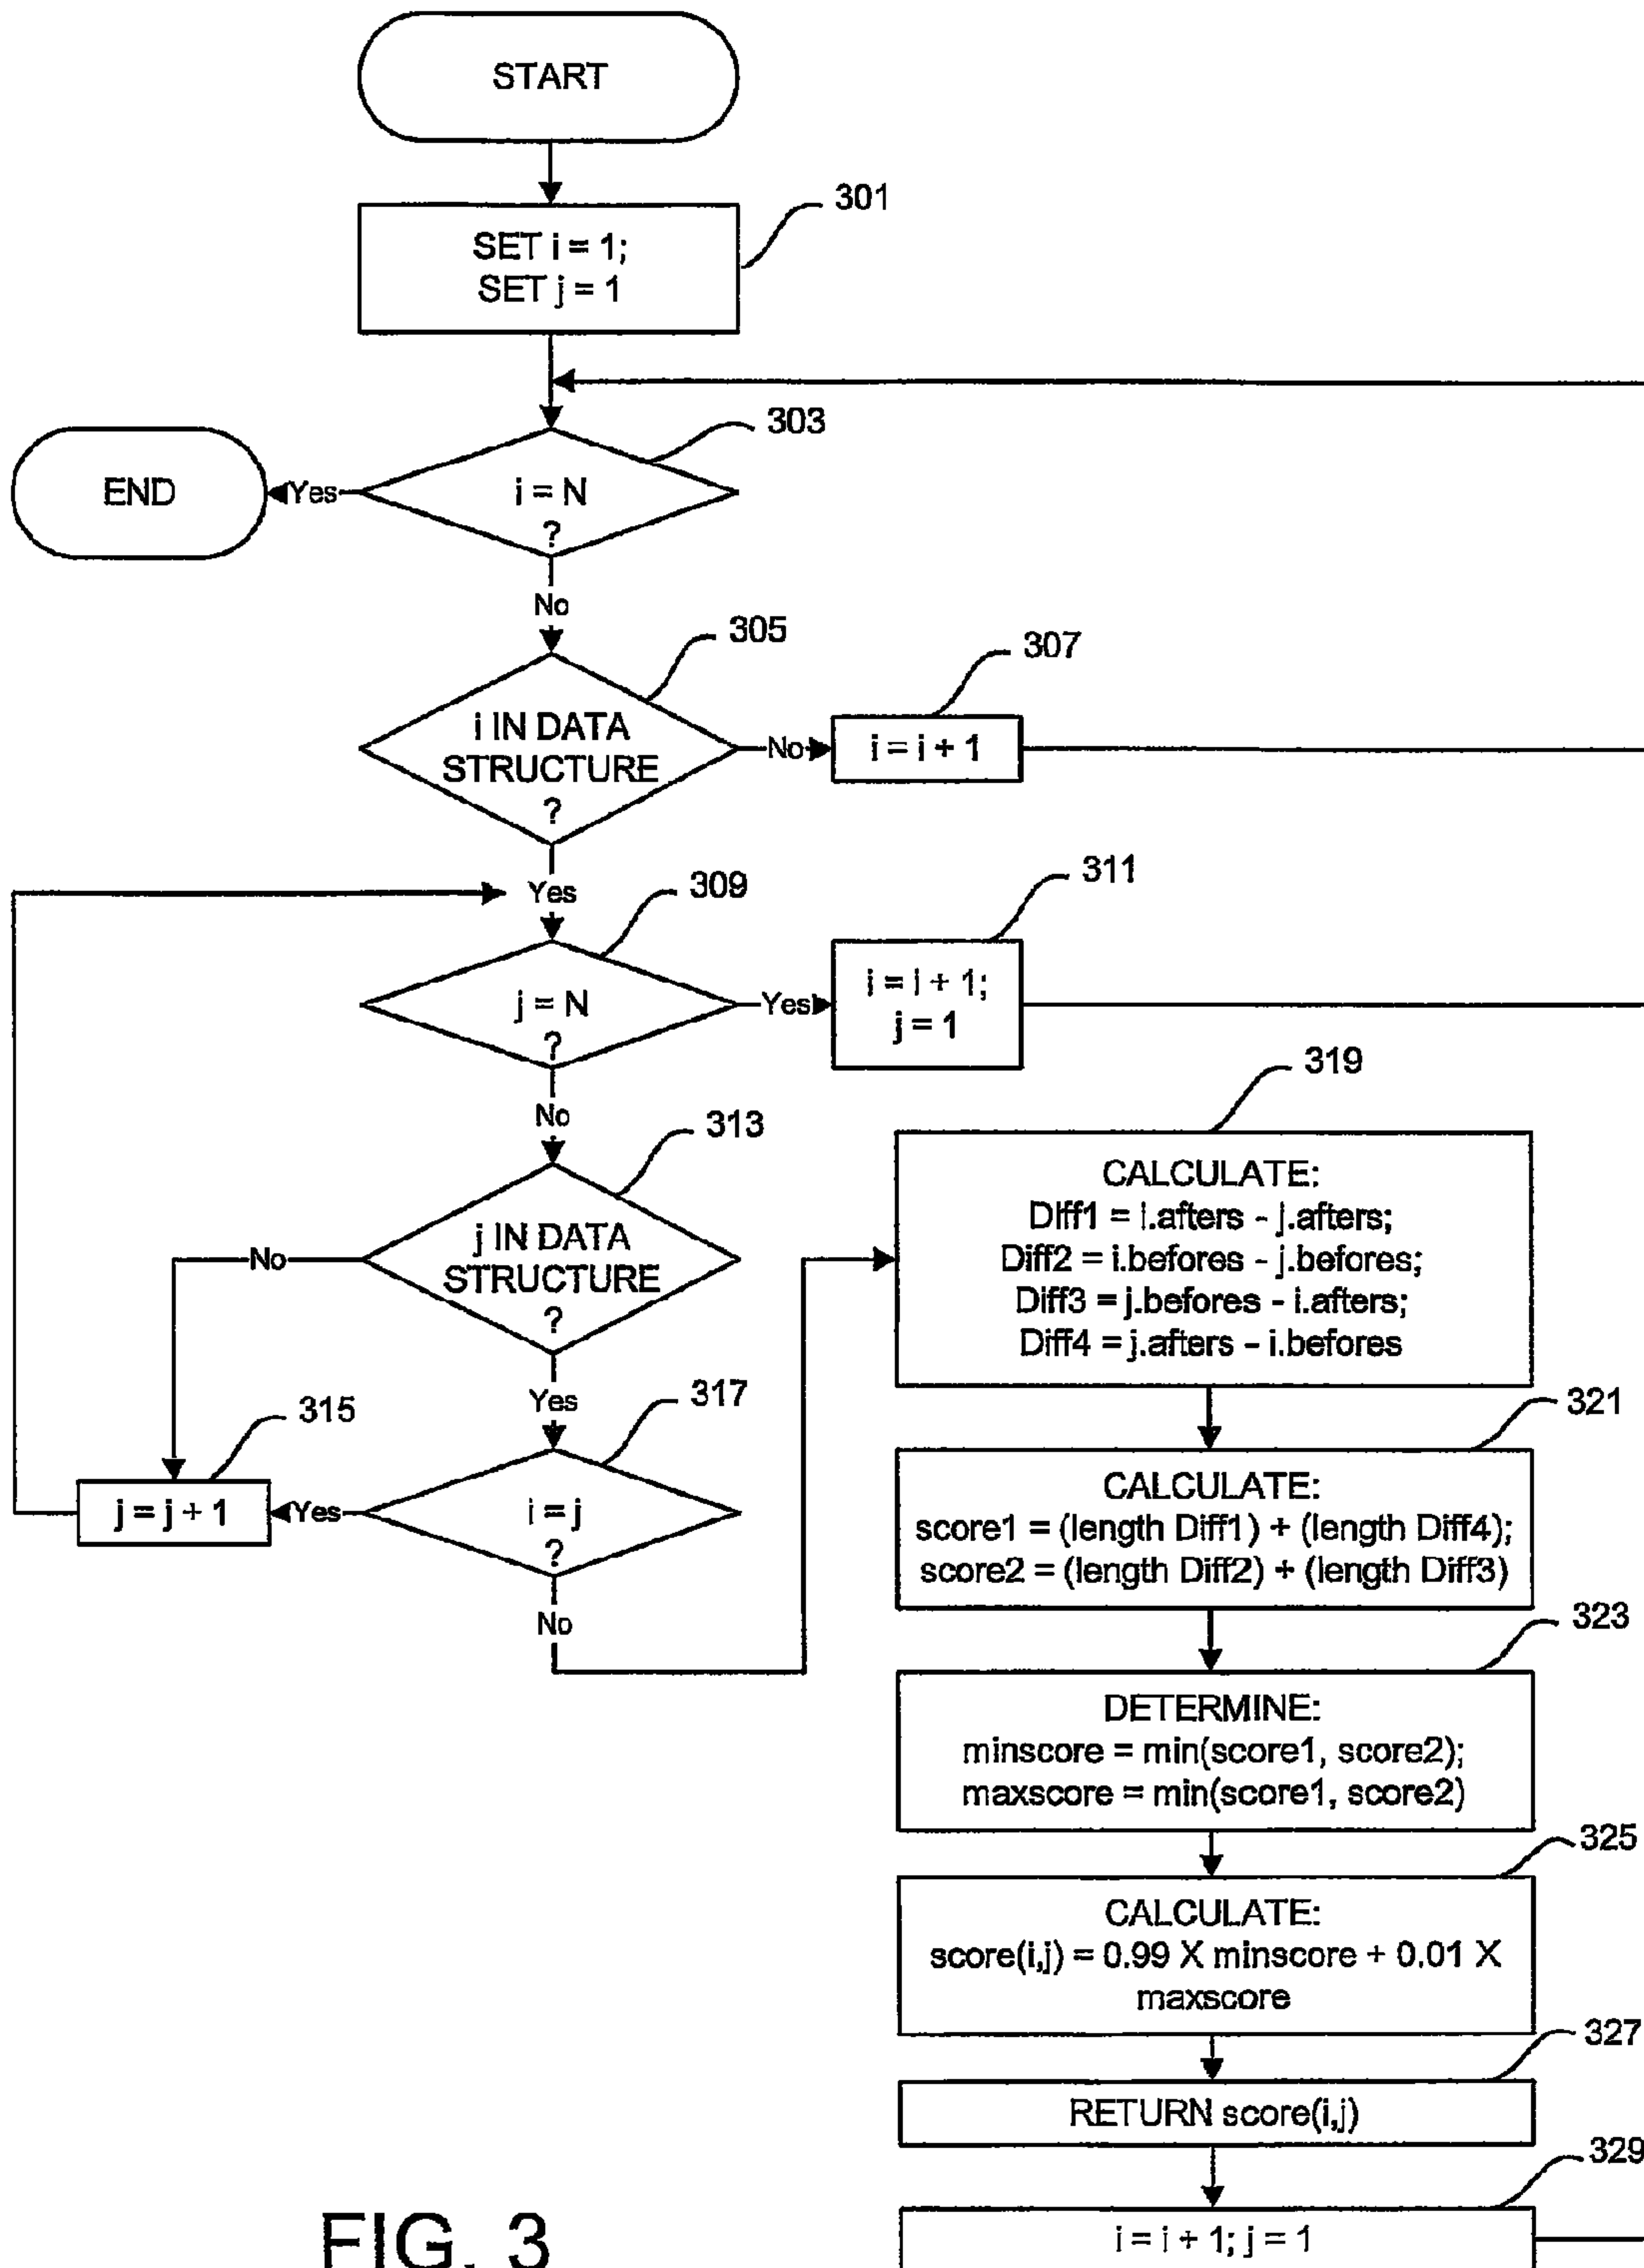 START
301
SET i = 1;
SET j = 1
303
END
Yes
i = N
?
No
305
307
i IN DATA
STRUCTURE
?
No
i = i + 1
Yes
309
311
j = N
?
Yes
i = i + 1;
j = 1
No
313
319
j IN DATA
STRUCTURE
?
No
CALCULATE:
Diff1 = i.afters - j.afters;
Diff2 = i.befores - j.befores;
Diff3 = j.befores - i.afters;
Diff4 = j.afters - i.befores
Yes
315
317
321
j = j + 1
Yes
i = j
?
No
CALCULATE:
score1 = (length Diff1) + (length Diff4);
score2 = (length Diff2) + (length Diff3)
323
DETERMINE:
minscore = min(score1, score2);
maxscore = min(score1, score2)
325
CALCULATE:
score(i,j) = 0.99 X minscore + 0.01 X
maxscore
327
RETURN score(i,j)
329
i = i + 1; j = 1
FIG. 3